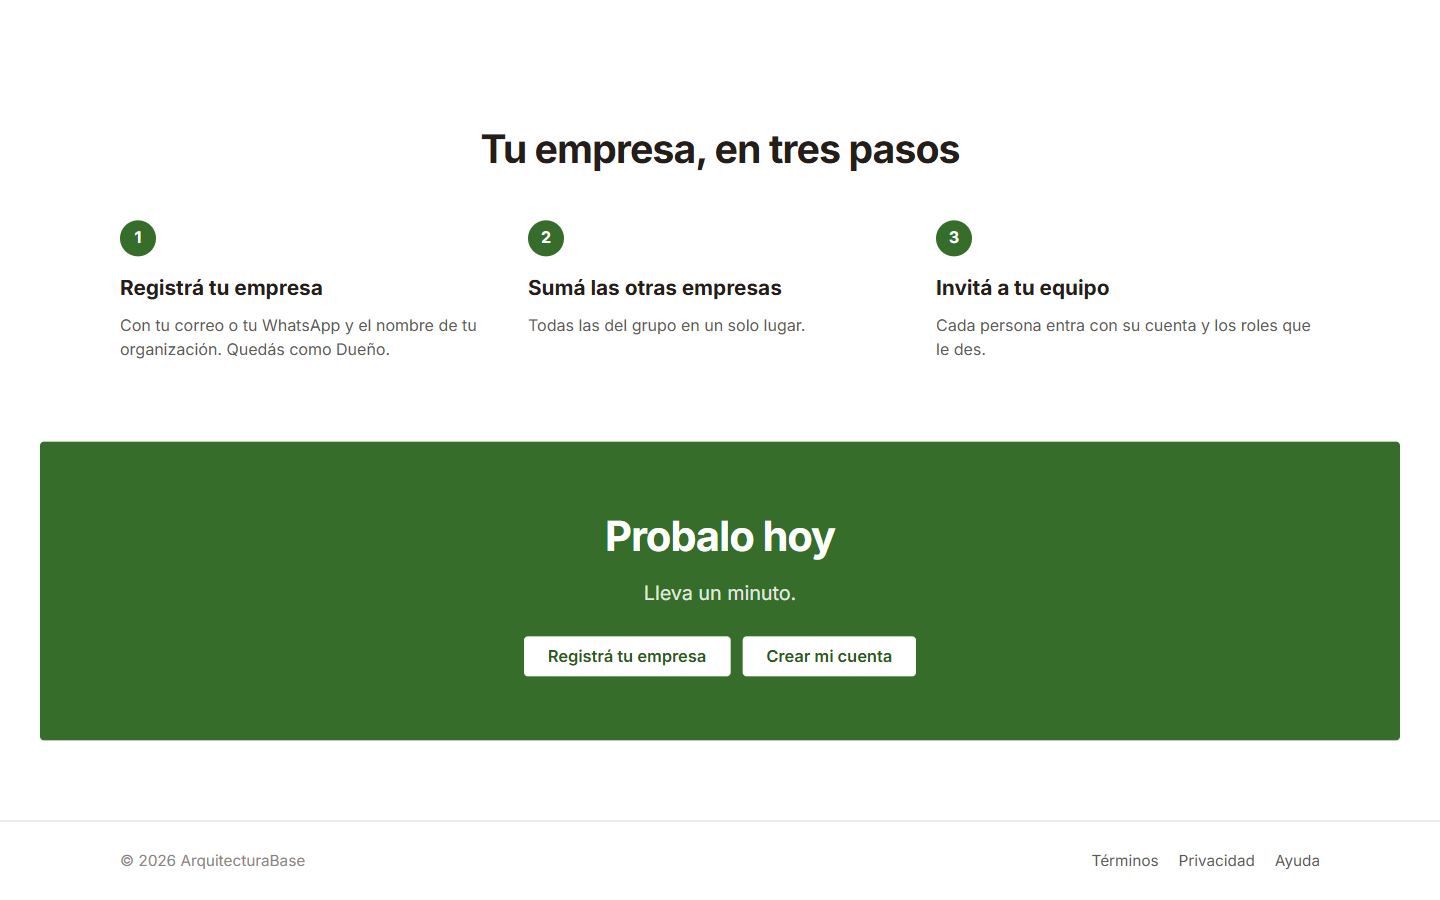 Tu empresa, en tres pasos
1
Registrá tu empresa
Con tu correo o tu WhatsApp y el nombre de tu
organización. Quedás como Dueño.
2
Sumá las otras empresas
Todas las del grupo en un solo lugar.
3
Invitá a tu equipo
Cada persona entra con su cuenta y los roles que
le des.
Probalo hoy
Lleva un minuto.
Registrá tu empresa
Crear mi cuenta
© 2026 ArquitecturaBase
Términos
Privacidad
Ayuda